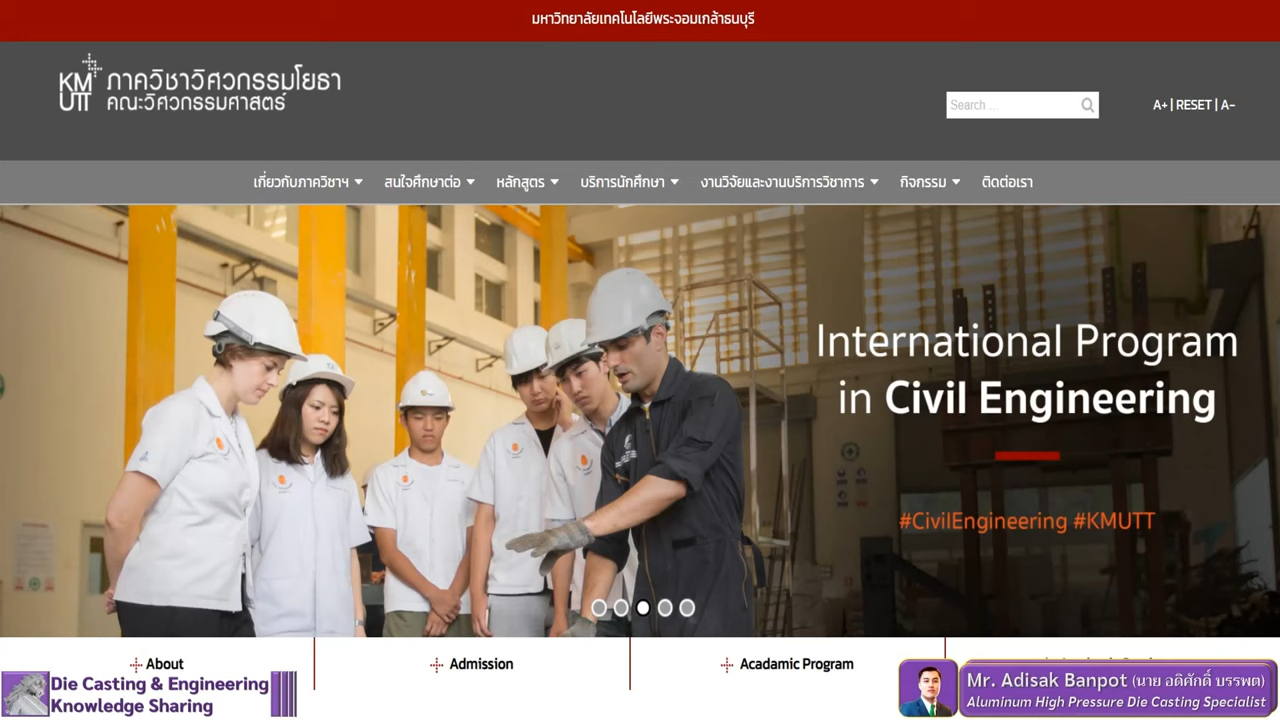 มหาวิทยาลัยเทคโนโลยีพระจอมเกล้าธนบุรี
KM
UTT
ภาควิชาวิศวกรรมโยธา
คณะวิศวกรรมศาสตร์
Search ...
A+ | RESET | A-
เกี่ยวกับภาควิชาฯ
สนใจศึกษาต่อ
หลักสูตร
บริการนักศึกษา
งานวิจัยและงานบริการวิชาการ
กิจกรรม
ติดต่อเรา
International Program
in Civil Engineering
#CivilEngineering #KMUTT
About
Admission
Acadamic Program
Die Casting & Engineering
Knowledge Sharing
Mr. Adisak Banpot (นาย อดิศักดิ์ บรรพต)
Aluminum High Pressure Die Casting Specialist